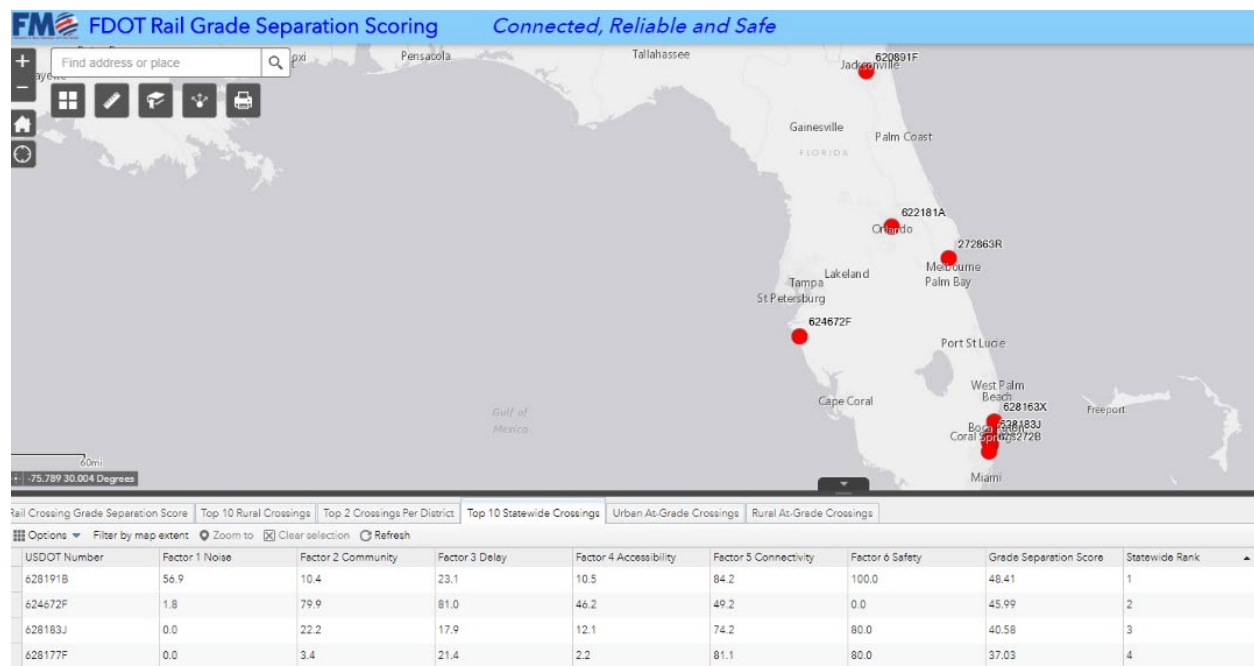 FM FDOT Rail Grade Separation Scoring Connected, Reliable and Safe
+ Find address or place
−
Pensacola Tallahassee
Jacksonville 620891F
Gainesville
Palm Coast
FLORIDA
622181A
Orlando
272863R
Melbourne
Lakeland
Palm Bay
Tampa
St Petersburg
624672F
Port St Lucie
West Palm
Beach
Cape Coral
628163X
Freeport
628183J
Gulf of
Mexico
60mi
-75.789 30.004 Degrees
Miami
Rail Crossing Grade Separation Score Top 10 Rural Crossings Top 2 Crossings Per District Top 10 Statewide Crossings Urban At-Grade Crossings Rural At-Grade Crossings
Options Filter by map extent Zoom to Clear selection Refresh
USDOT Number Factor 1 Noise Factor 2 Community Factor 3 Delay Factor 4 Accessibility Factor 5 Connectivity Factor 6 Safety Grade Separation Score Statewide Rank
628191B 56.9 10.4 23.1 10.5 84.2 100.0 48.41 1
624672F 1.8 79.9 81.0 46.2 49.2 0.0 45.99 2
628183J 0.0 22.2 17.9 12.1 74.2 80.0 40.58 3
628177F 0.0 3.4 21.4 2.2 81.1 80.0 37.03 4